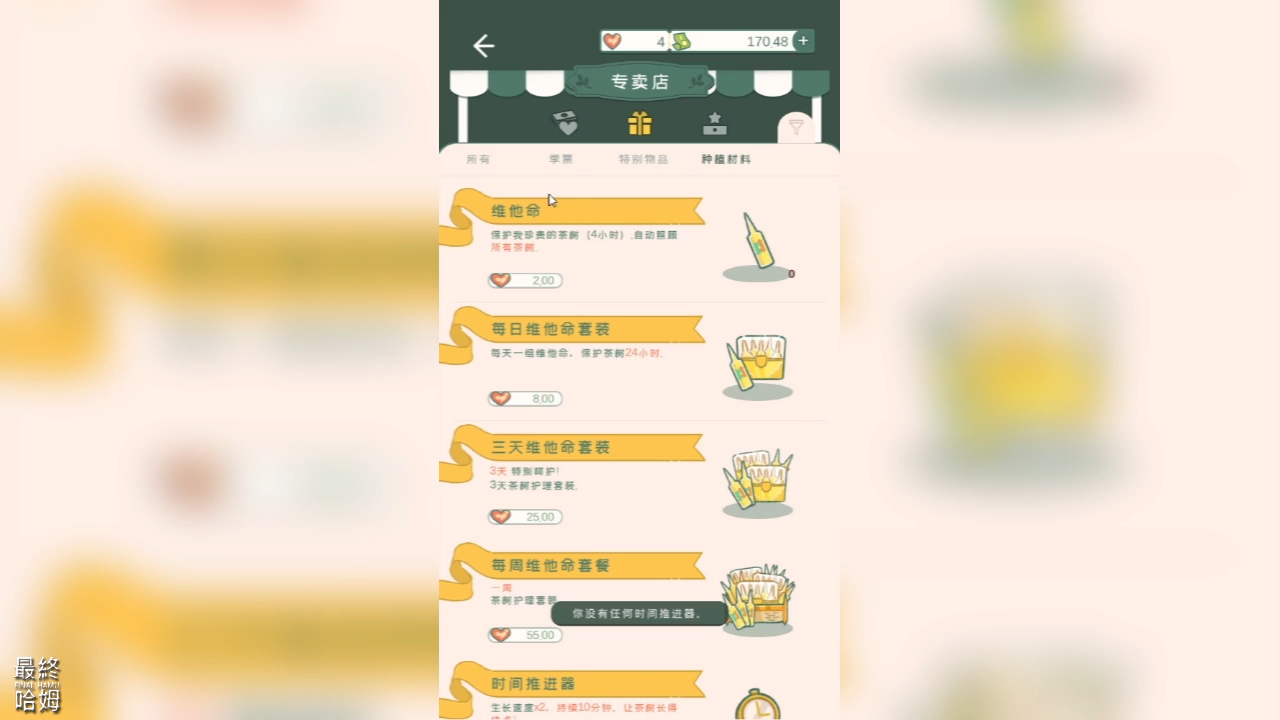 4
170.48
+
专卖店
所有
季票
特别物品
种植材料
维他命
保护我珍贵的茶树（4小时）,自动照顾
所有茶树.
2.00
0
每日维他命套装
每天一组维他命, 保护茶树24小时.
8.00
三天维他命套装
3天 特别呵护!
3天茶树护理套装.
25.00
每周维他命套餐
一周
茶树护理套装
你没有任何时间推进器.
55.00
时间推进器
生长速度x2, 持续10分钟, 让茶树长得
最終
哈姆